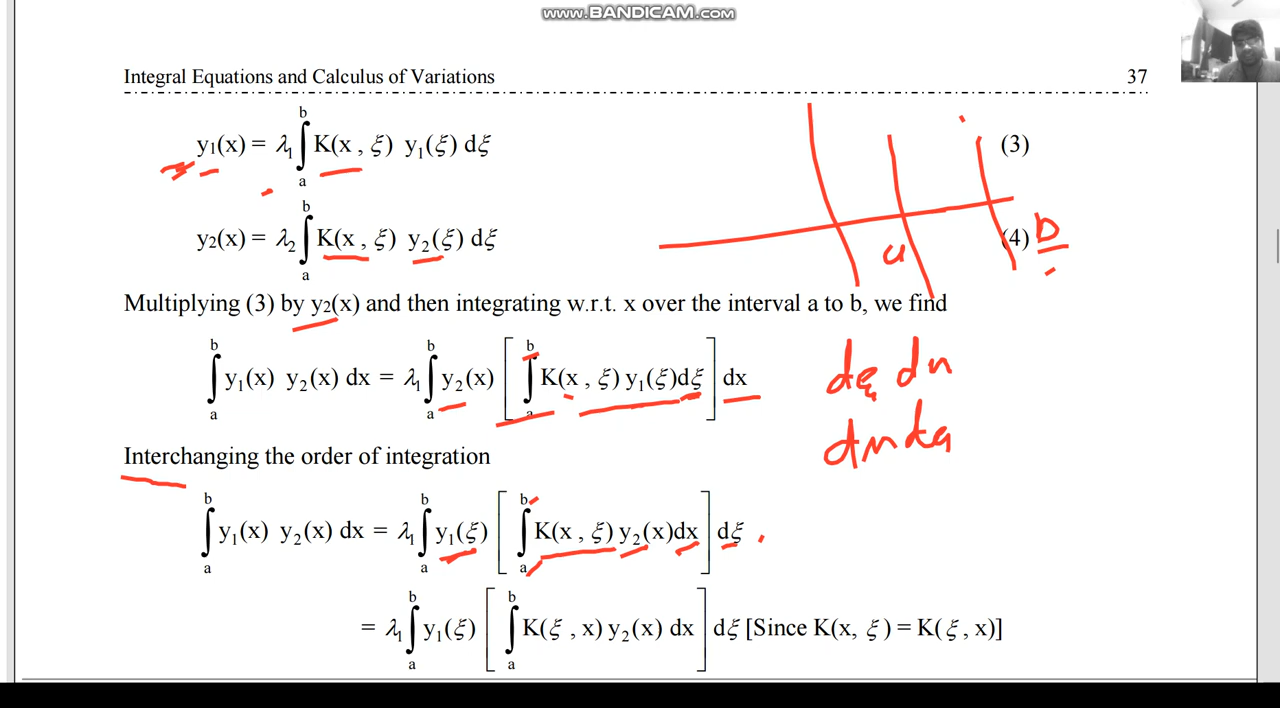 www.BANDICAM.com
Integral Equations and Calculus of Variations 37
y₁(x) = λ₁ ∫ₐᵇ K(x , ξ) y₁(ξ) dξ (3)
y₂(x) = λ₂ ∫ₐᵇ K(x , ξ) y₂(ξ) dξ (4) b
a
Multiplying (3) by y₂(x) and then integrating w.r.t. x over the interval a to b, we find
∫ₐᵇ y₁(x) y₂(x) dx = λ₁ ∫ₐᵇ y₂(x) [ ∫ₐᵇ K(x , ξ) y₁(ξ)dξ ] dx
dξ dx
Interchanging the order of integration
dx dξ
∫ₐᵇ y₁(x) y₂(x) dx = λ₁ ∫ₐᵇ y₁(ξ) [ ∫ₐᵇ K(x , ξ) y₂(x)dx ] dξ
= λ₁ ∫ₐᵇ y₁(ξ) [ ∫ₐᵇ K(ξ , x) y₂(x) dx ] dξ [Since K(x, ξ) = K(ξ, x)]